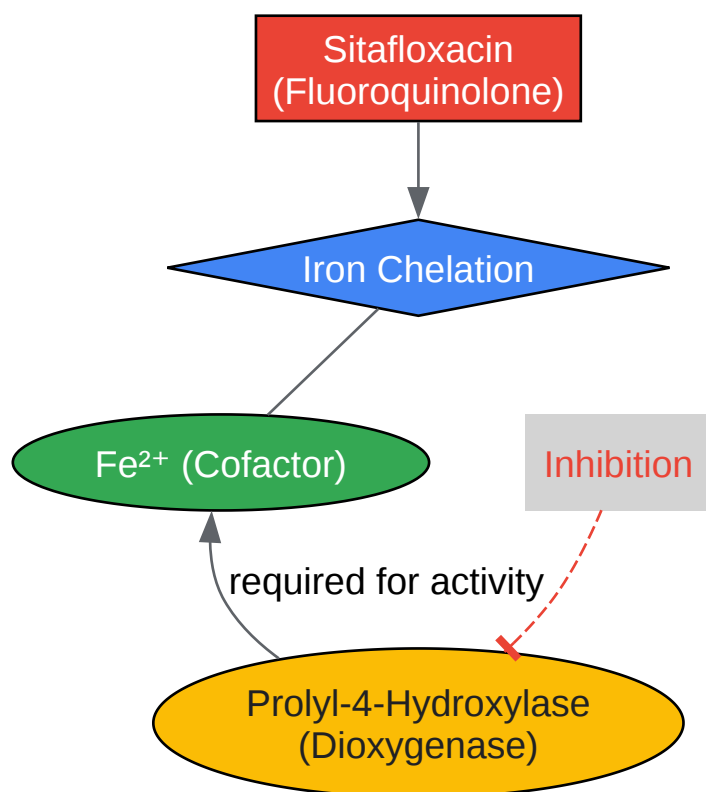 Sitafloxacin
(Fluoroquinolone)
Iron Chelation
Fe²⁺ (Cofactor)
Inhibition
required for activity
Prolyl-4-Hydroxylase
(Dioxygenase)